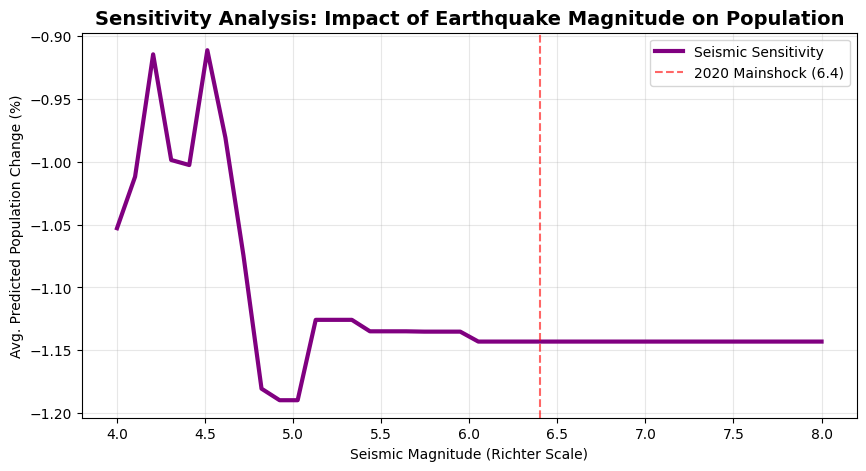 Sensitivity Analysis: Impact of Earthquake Magnitude on Population
Seismic Sensitivity
2020 Mainshock (6.4)
Avg. Predicted Population Change (%)
−0.90
−0.95
−1.00
−1.05
−1.10
−1.15
−1.20
4.0 4.5 5.0 5.5 6.0 6.5 7.0 7.5 8.0
Seismic Magnitude (Richter Scale)